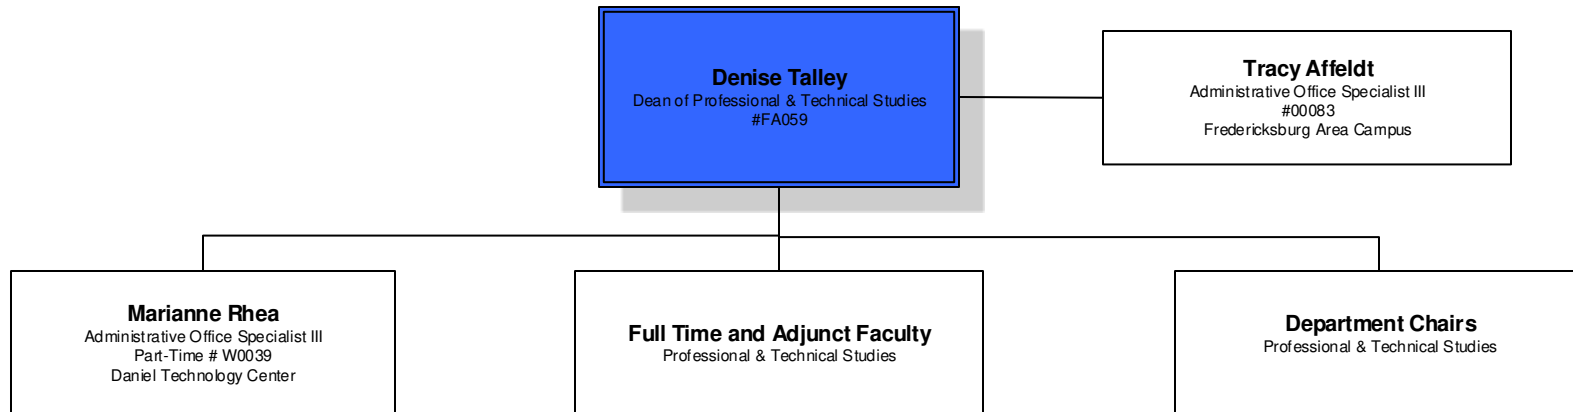 Denise Talley
Dean of Professional & Technical Studies
#FA059
Tracy Affeldt
Administrative Office Specialist III
#00083
Fredericksburg Area Campus
Marianne Rhea
Administrative Office Specialist III
Part-Time # W0039
Daniel Technology Center
Full Time and Adjunct Faculty
Professional & Technical Studies
Department Chairs
Professional & Technical Studies